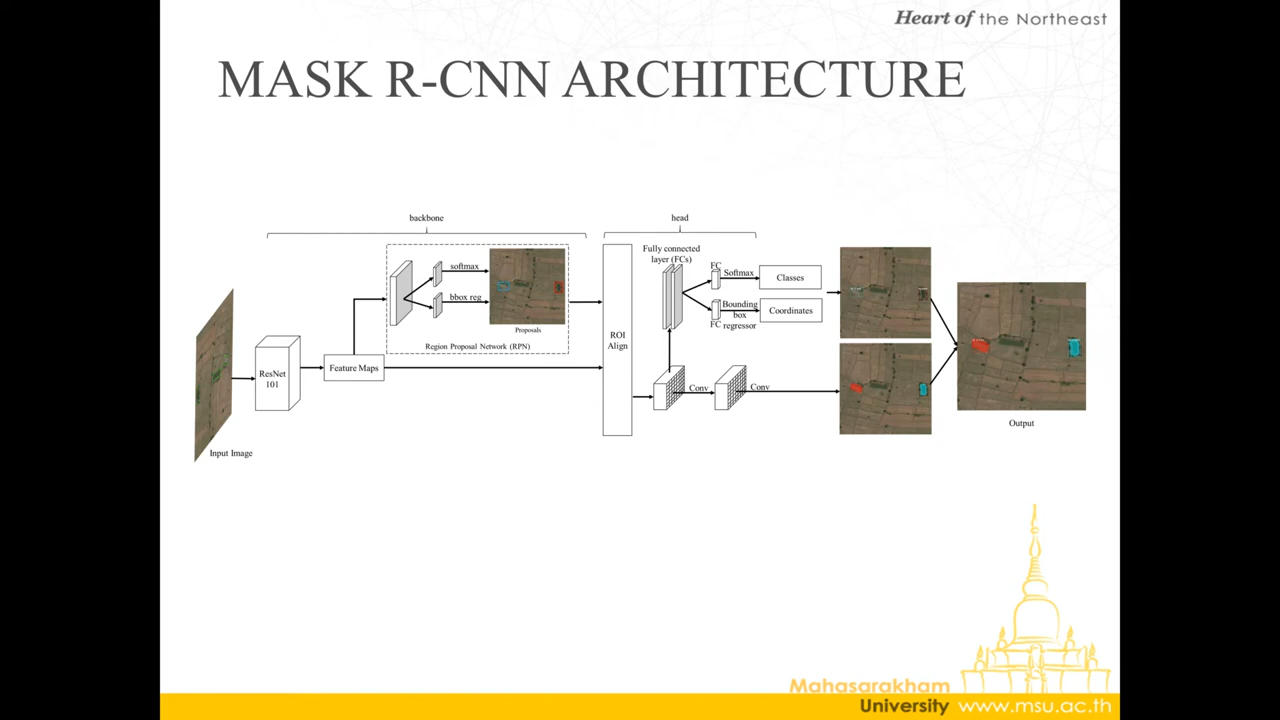 Heart of the Northeast
MASK R-CNN ARCHITECTURE
backbone
head
softmax
bbox reg
Proposals
Region Proposal Network (RPN)
Fully connected
layer (FCs)
FC
Softmax
Classes
Bounding
box
regressor
FC
Coordinates
ROI
Align
ResNet
101
Feature Maps
Conv
Conv
Input Image
Output
Mahasarakham
University www.msu.ac.th